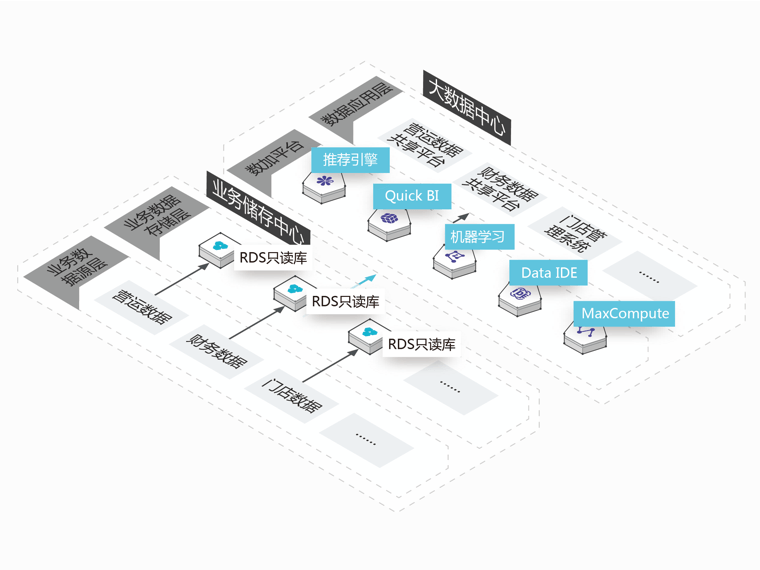 大数据中心
数据应用层
营运数据
共享平台
财务数据
共享平台
门店管
理系统
......
数加平台
推荐引擎
Quick BI
机器学习
Data IDE
MaxCompute
业务储存中心
业务数据
存储层
RDS只读库
RDS只读库
RDS只读库
......
业务数
据源层
营运数据
财务数据
门店数据
......